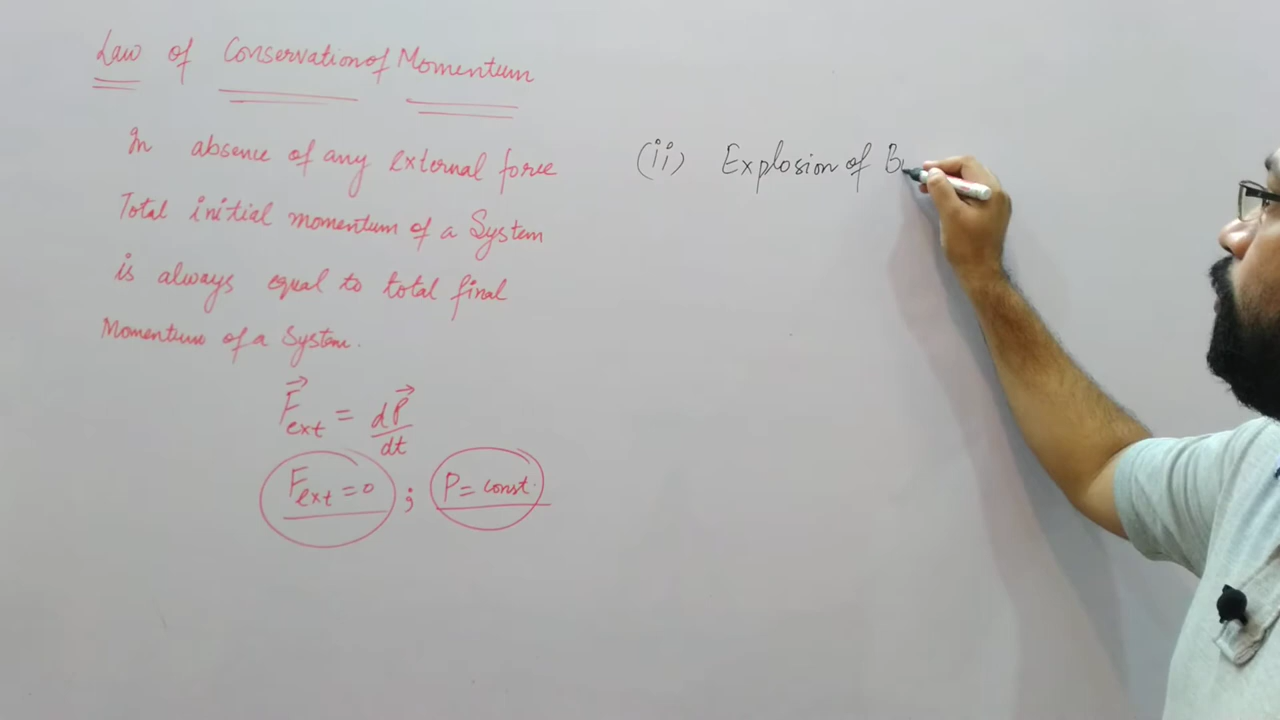 Law of Conservation of Momentum
In absence of any external force
Total initial momentum of a System
is always equal to total final
Momentum of a System.
F⃗ext = dP⃗/dt
Fext = 0 ; P = const.
(ii) Explosion of B